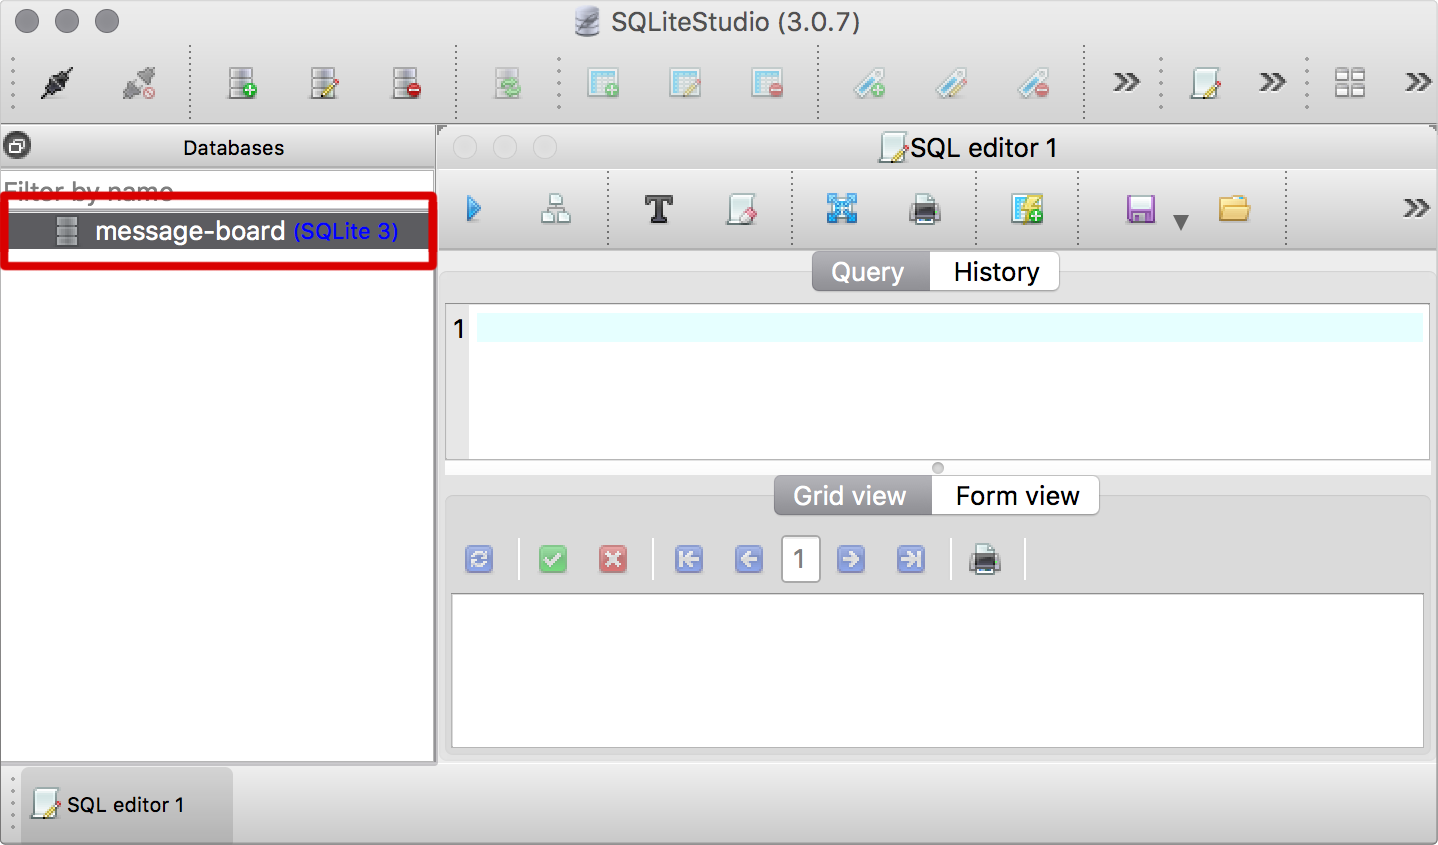 SQLiteStudio (3.0.7)
Databases
Filter by name
message-board (SQLite 3)
SQL editor 1
Query
History
1
Grid view
Form view
1
SQL editor 1